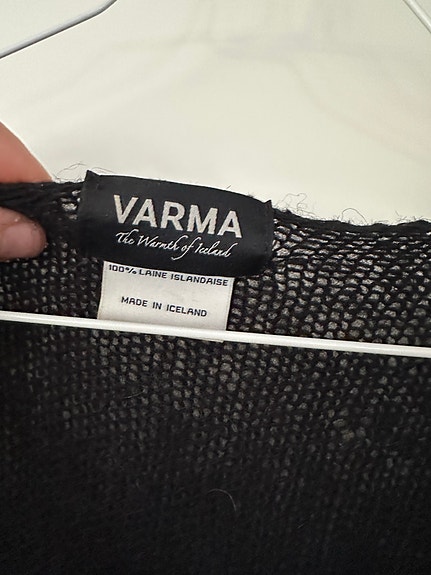 VARMA
The Warmth of Iceland
100% LAINE ISLANDAISE
MADE IN ICELAND